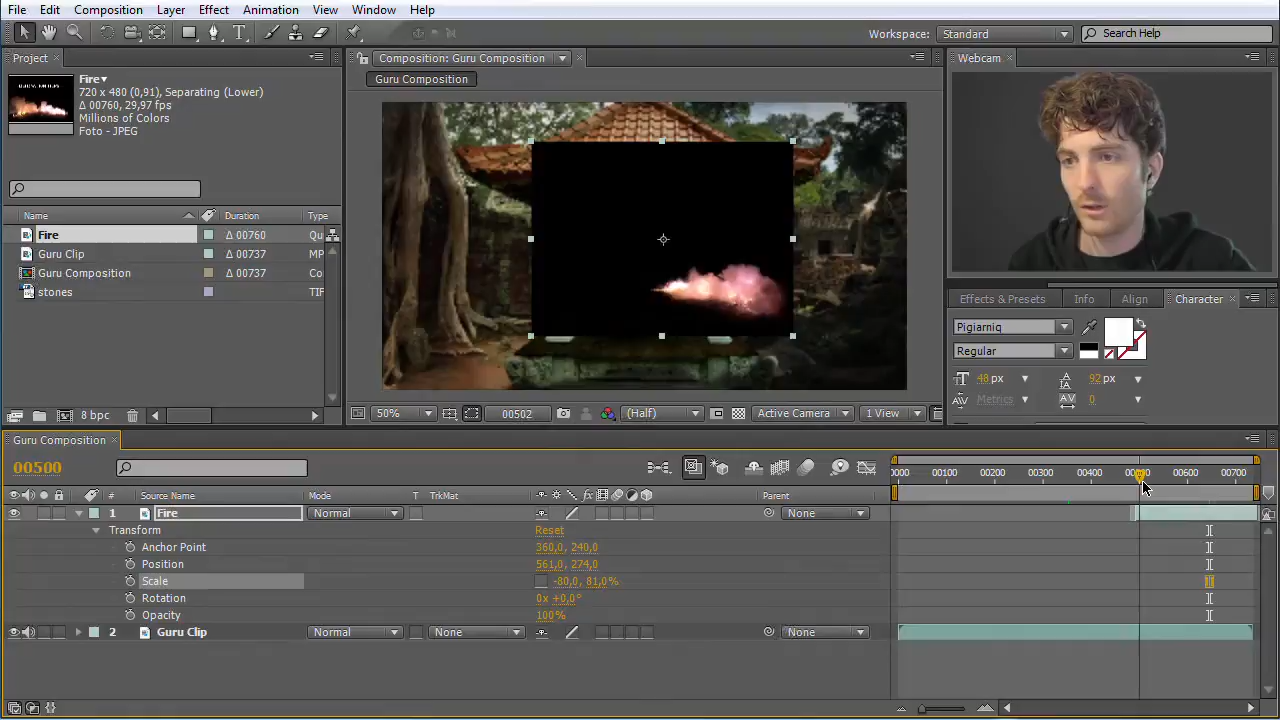 File Edit Composition Layer Effect Animation View Window Help
Workspace: Standard Search Help
Project
Fire▾
720 x 480 (0,91), Separating (Lower)
Δ 00760, 29,97 fps
Millions of Colors
Foto - JPEG
Name Duration Type
Fire Δ 00760 Qu
Guru Clip Δ 00737 MP
Guru Composition Δ 00737 Co
stones TIF
8 bpc
Composition: Guru Composition
Guru Composition
50% 00502 (Half) Active Camera 1 View
Webcam
Effects & Presets Info Align Character
Pigiarniq
Regular
48 px 92 px
Metrics 0
Guru Composition
00500
0000 00100 00200 00300 00400 00600 00700
# Source Name Mode T TrkMat Parent
1 Fire Normal None
Transform Reset
Anchor Point 360,0, 240,0
Position 561,0, 274,0
Scale -80,0, 81,0%
Rotation 0x +0,0°
Opacity 100%
2 Guru Clip Normal None None